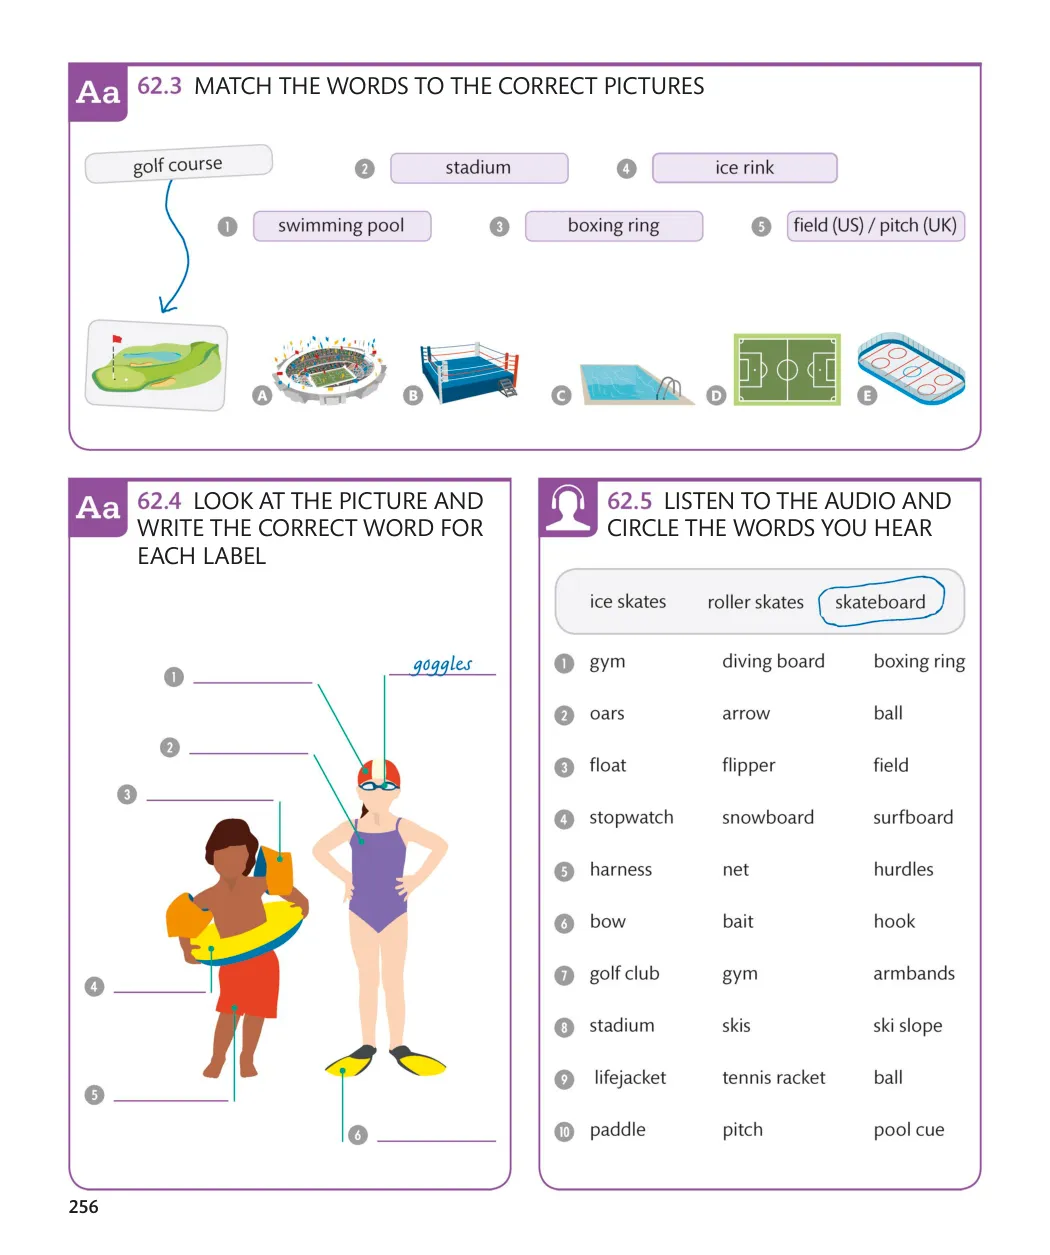 Aa 62.3 MATCH THE WORDS TO THE CORRECT PICTURES
golf course
2 stadium
4 ice rink
1 swimming pool
3 boxing ring
5 field (US) / pitch (UK)
A
B
C
D
E
Aa 62.4 LOOK AT THE PICTURE AND
WRITE THE CORRECT WORD FOR
EACH LABEL
goggles
1
2
3
4
5
6
62.5 LISTEN TO THE AUDIO AND
CIRCLE THE WORDS YOU HEAR
ice skates roller skates skateboard
1 gym diving board boxing ring
2 oars arrow ball
3 float flipper field
4 stopwatch snowboard surfboard
5 harness net hurdles
6 bow bait hook
7 golf club gym armbands
8 stadium skis ski slope
9 lifejacket tennis racket ball
10 paddle pitch pool cue
256